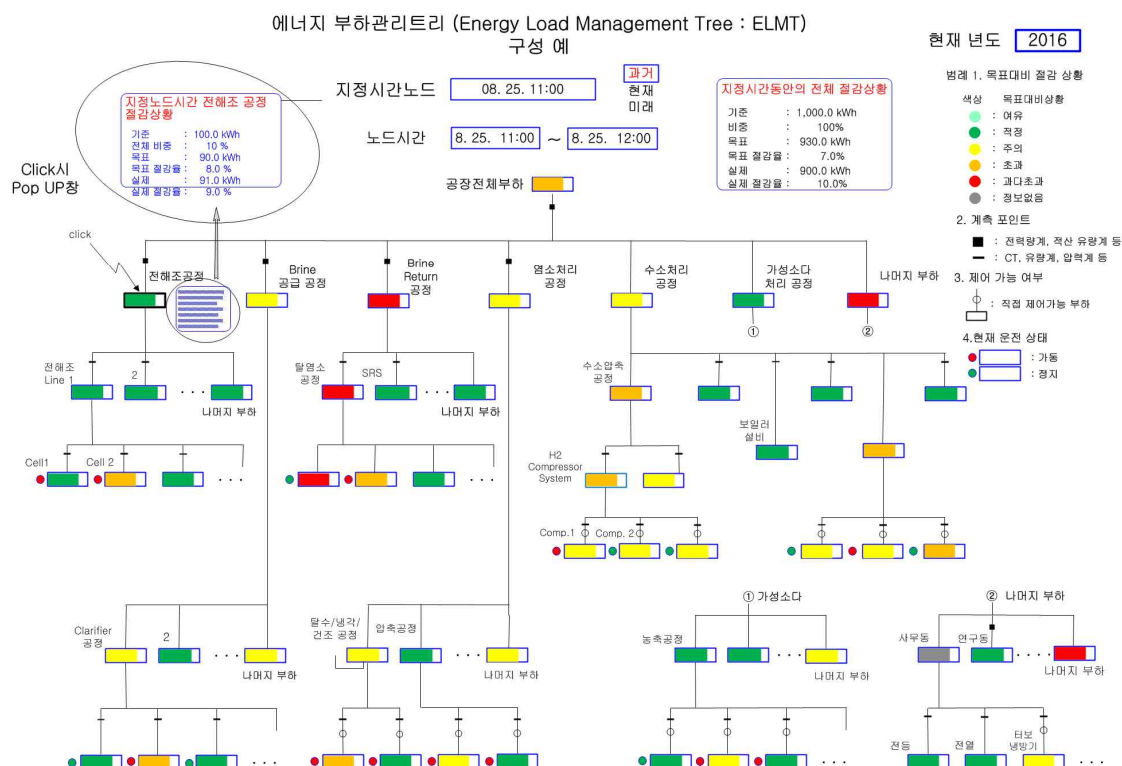 에너지 부하관리트리 (Energy Load Management Tree : ELMT)
구성 예
현재 년도 2016
지정시간노드 08. 25. 11:00
과거
현재
미래
노드시간 8. 25. 11:00 ~ 8. 25. 12:00
지정노드시간 전해조 공정
절감상황
기준 : 100.0 kWh
전체 비중 : 10 %
목표 : 90.0 kWh
목표 절감율 : 8.0 %
실제 : 91.0 kWh
실제 절감율 : 9.0 %
Click시
Pop UP창
click
지정시간동안의 전체 절감상황
기준 : 1,000.0 kWh
비중 : 100%
목표 : 930.0 kWh
목표 절감율 : 7.0%
실제 : 900.0 kWh
실제 절감율 : 10.0%
범례 1. 목표대비 절감 상황
색상 목표대비상황
: 여유
: 적정
: 주의
: 초과
: 과다초과
: 정보없음
2. 계측 포인트
: 전력량계, 적산 유량계 등
: CT, 유량계, 압력계 등
3. 제어 가능 여부
: 직접 제어가능 부하
4.현재 운전 상태
: 가동
: 정지
공장전체부하
전해조공정
Brine
공급 공정
Brine
Return
공정
염소처리
공정
수소처리
공정
가성소다
처리 공정
나머지 부하
①
②
전해조
Line 1
2
· · ·
나머지 부하
탈염소
공정
SRS
· · ·
나머지 부하
수소압축
공정
보일러
설비
Cell1
Cell 2
· · ·
· · ·
H2
Compressor
System
Comp.1
Comp. 2
Clarifier
공정
2
· · ·
나머지 부하
탈수/냉각/
건조 공정
압축공정
· · ·
나머지 부하
① 가성소다
농축공정
· · ·
나머지 부하
② 나머지 부하
사무동
연구동
· · · ·
나머지 부하
· · ·
· · ·
전등
전열
터보
냉방기
· · ·